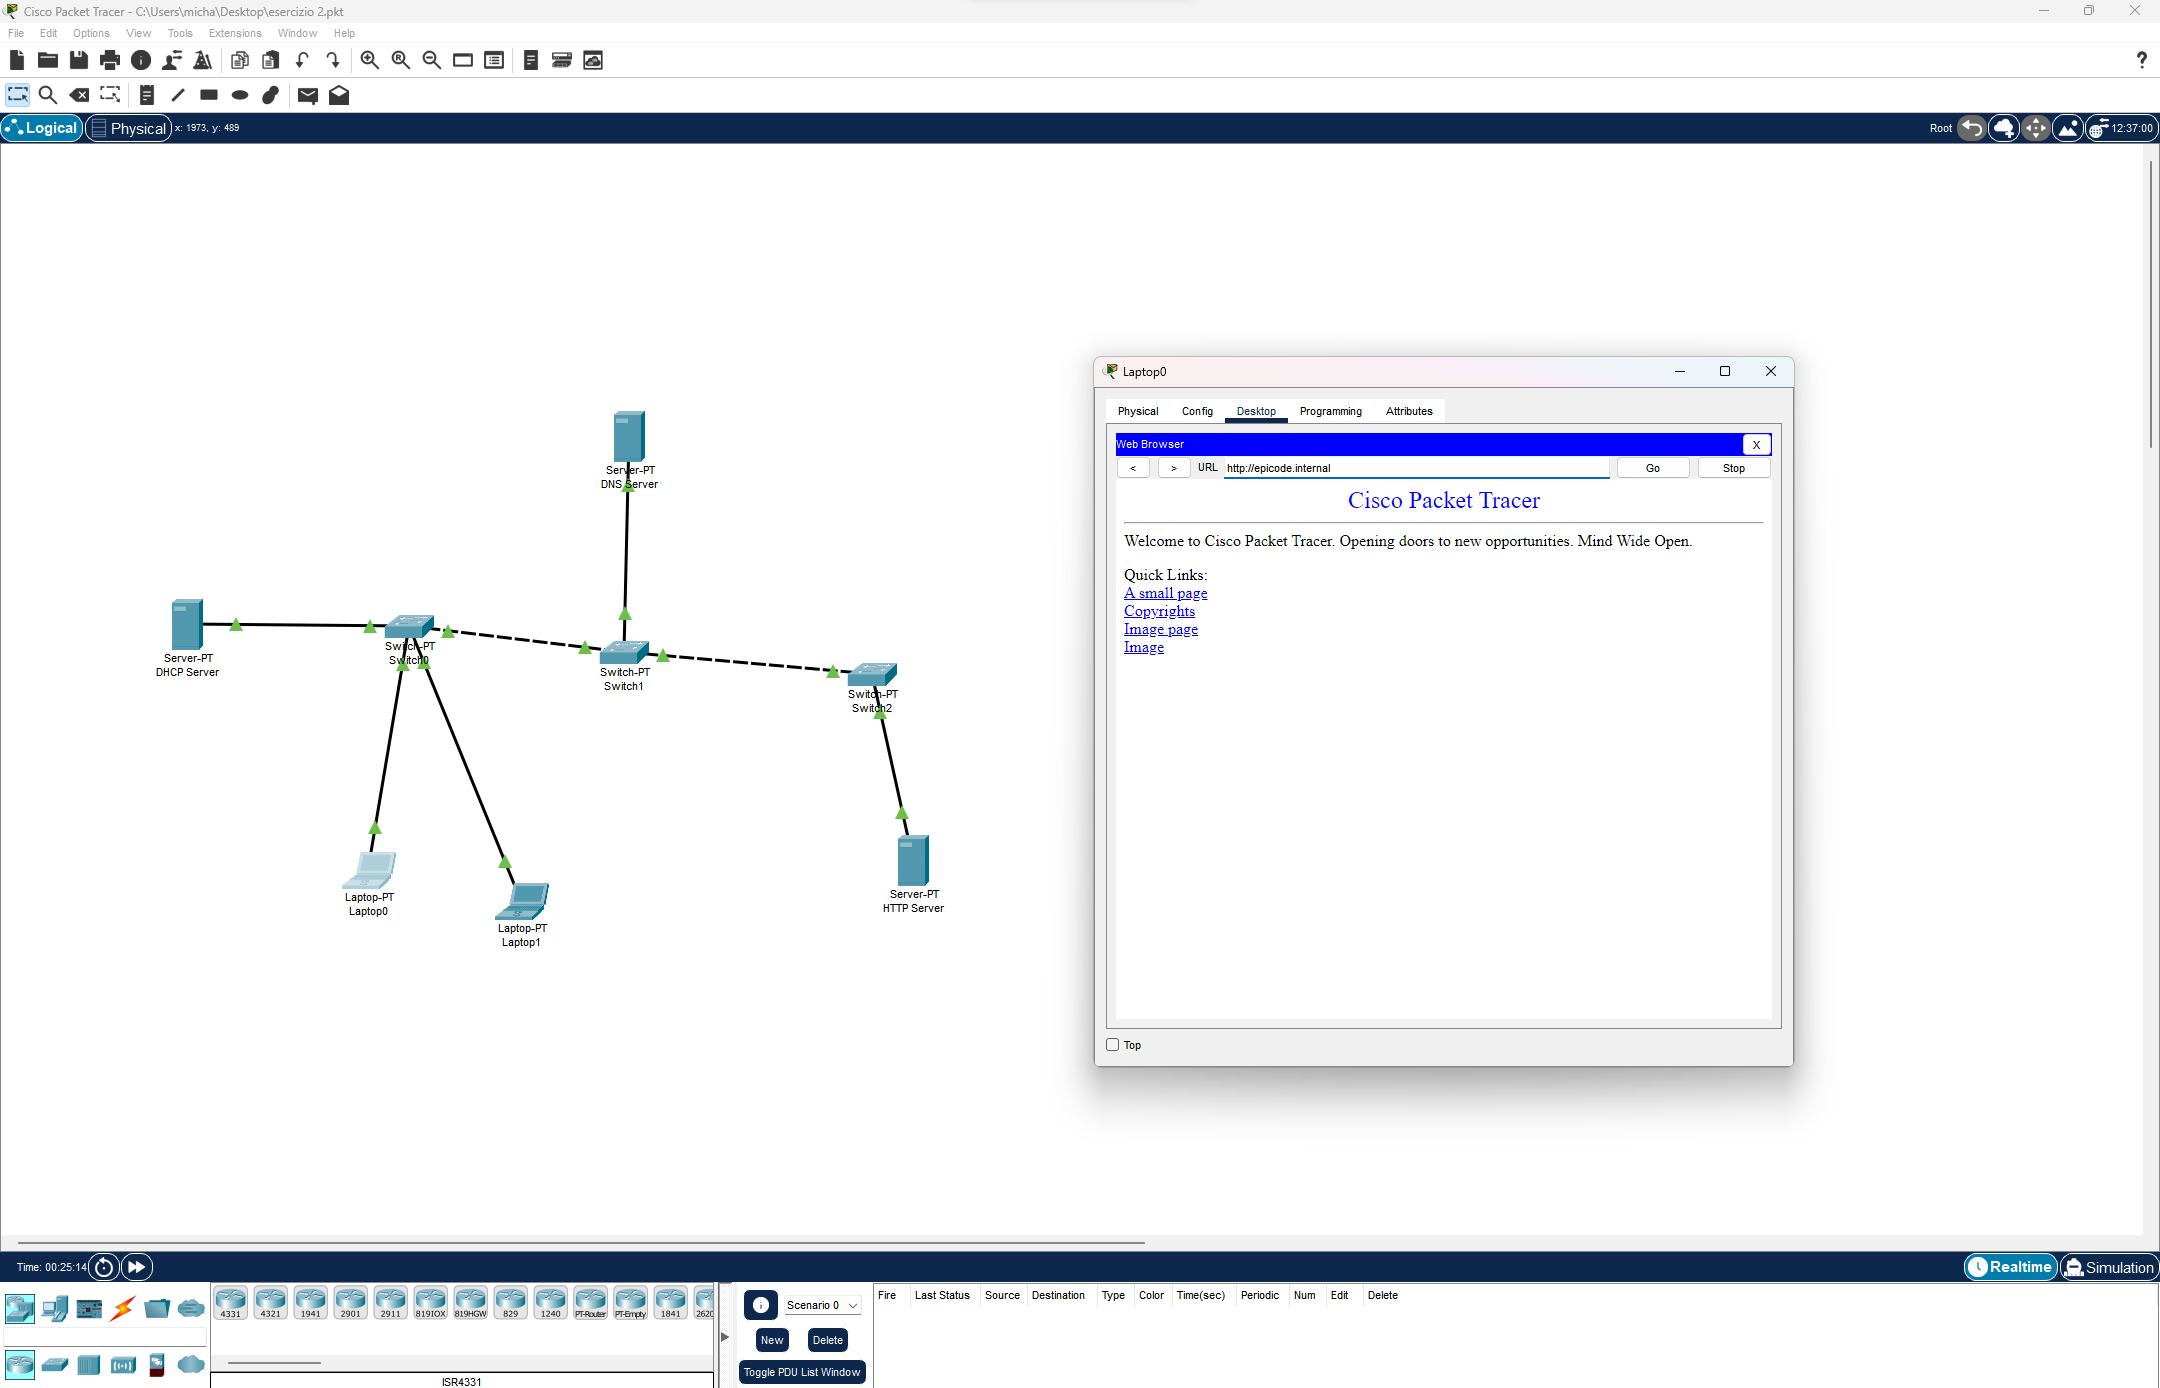 Cisco Packet Tracer - C:\Users\micha\Desktop\esercizio 2.pkt
File Edit Options View Tools Extensions Window Help
Logical Physical x: 1973, y: 489 Root 12:37:00
Server-PT
DNS Server
Server-PT
DHCP Server
Switch-PT
Switch0
Switch-PT
Switch1
Switch-PT
Switch2
Laptop-PT
Laptop0
Laptop-PT
Laptop1
Server-PT
HTTP Server
Laptop0
Physical Config Desktop Programming Attributes
Web Browser X
< > URL http://epicode.internal Go Stop
Cisco Packet Tracer
Welcome to Cisco Packet Tracer. Opening doors to new opportunities. Mind Wide Open.
Quick Links:
A small page
Copyrights
Image page
Image
Top
Time: 00:25:14 Realtime Simulation
4331 4321 1941 2901 2911 819IOX 819HGW 829 1240 PT-Router PT-Empty 1841 2620
ISR4331
Scenario 0
New Delete
Toggle PDU List Window
Fire Last Status Source Destination Type Color Time(sec) Periodic Num Edit Delete